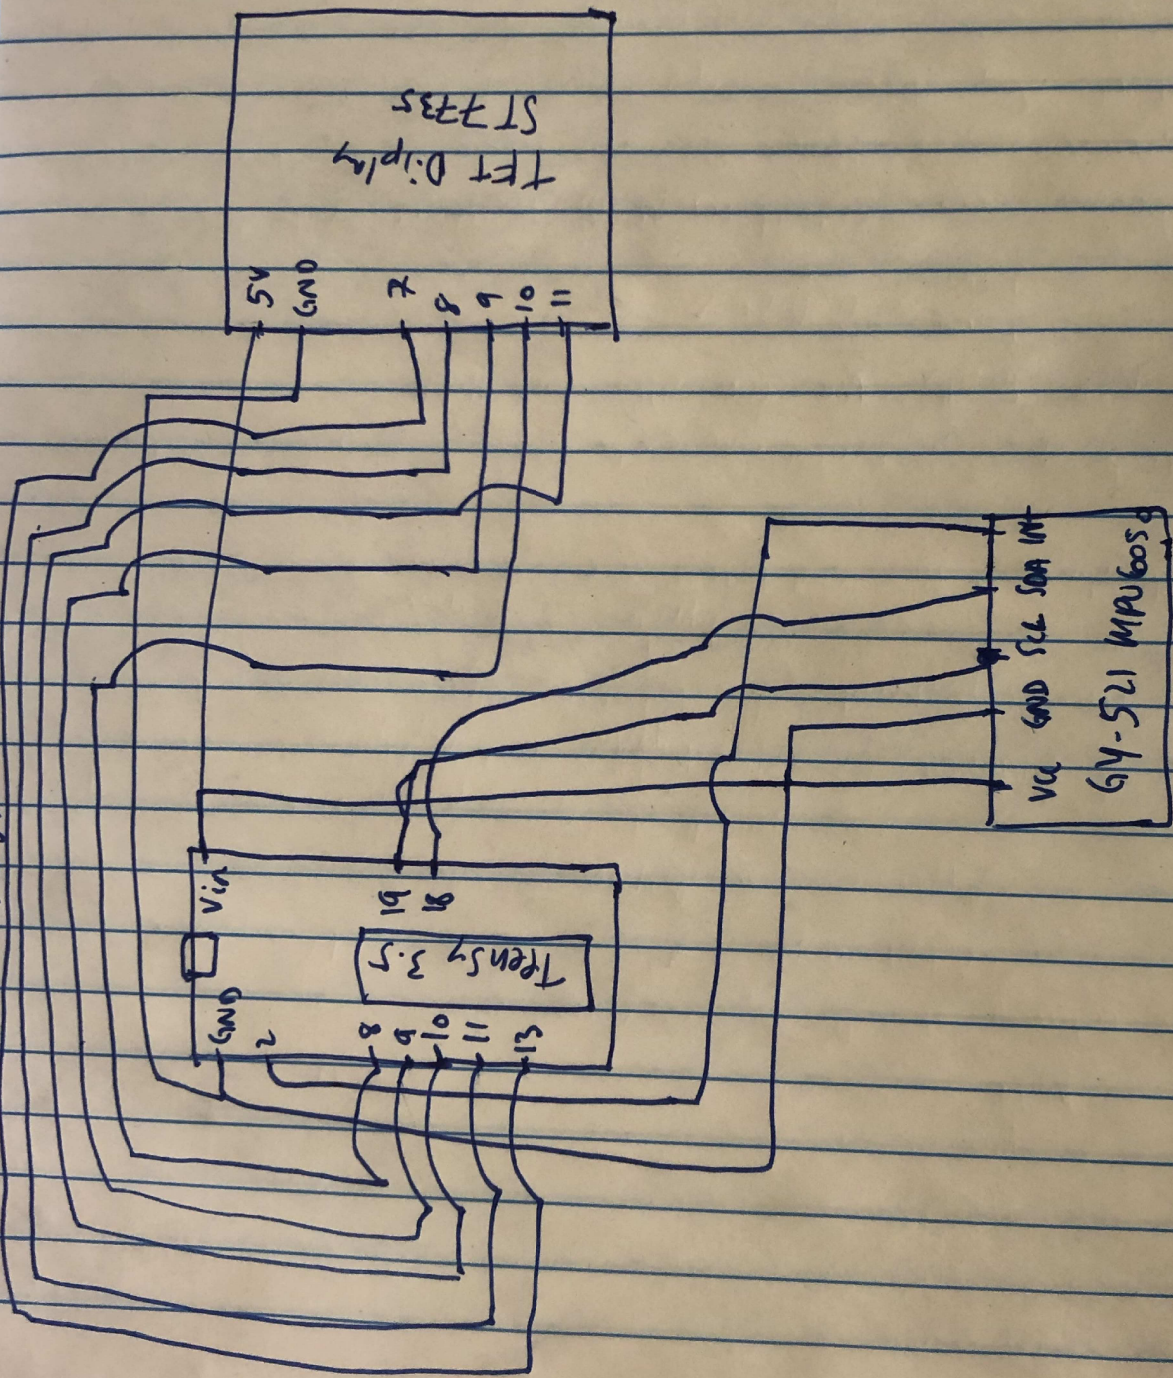 ST7735
TFT Display
5V
GND
7
8
9
10
11
INT
SDA
SCL
GND
VCC
GY-521 MPU6050
Vin
19
18
Teensy 3.5
GND
2
8
9
10
11
13